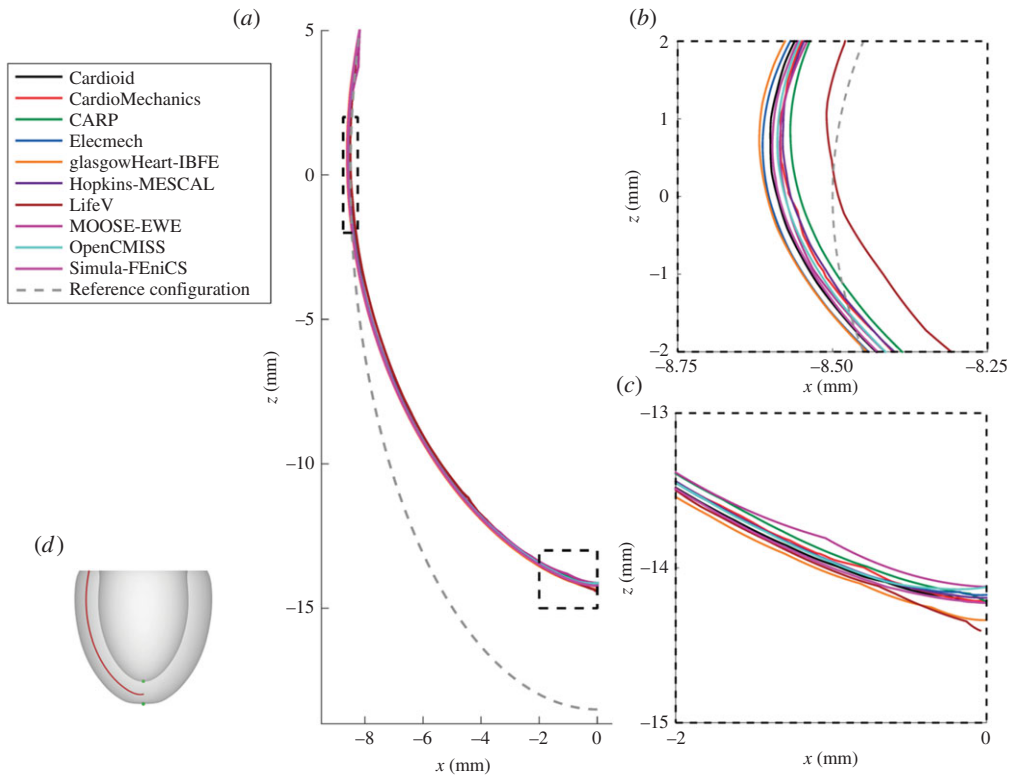 (a)
5
0
−5
−10
−15
z (mm)
−8
−6
−4
−2
0
x (mm)
Cardioid
CardioMechanics
CARP
Elecmech
glasgowHeart-IBFE
Hopkins-MESCAL
LifeV
MOOSE-EWE
OpenCMISS
Simula-FEniCS
Reference configuration
(b)
2
1
0
−1
−2
z (mm)
−8.75
−8.50
−8.25
x (mm)
(c)
−13
−14
−15
z (mm)
−2
0
x (mm)
(d)